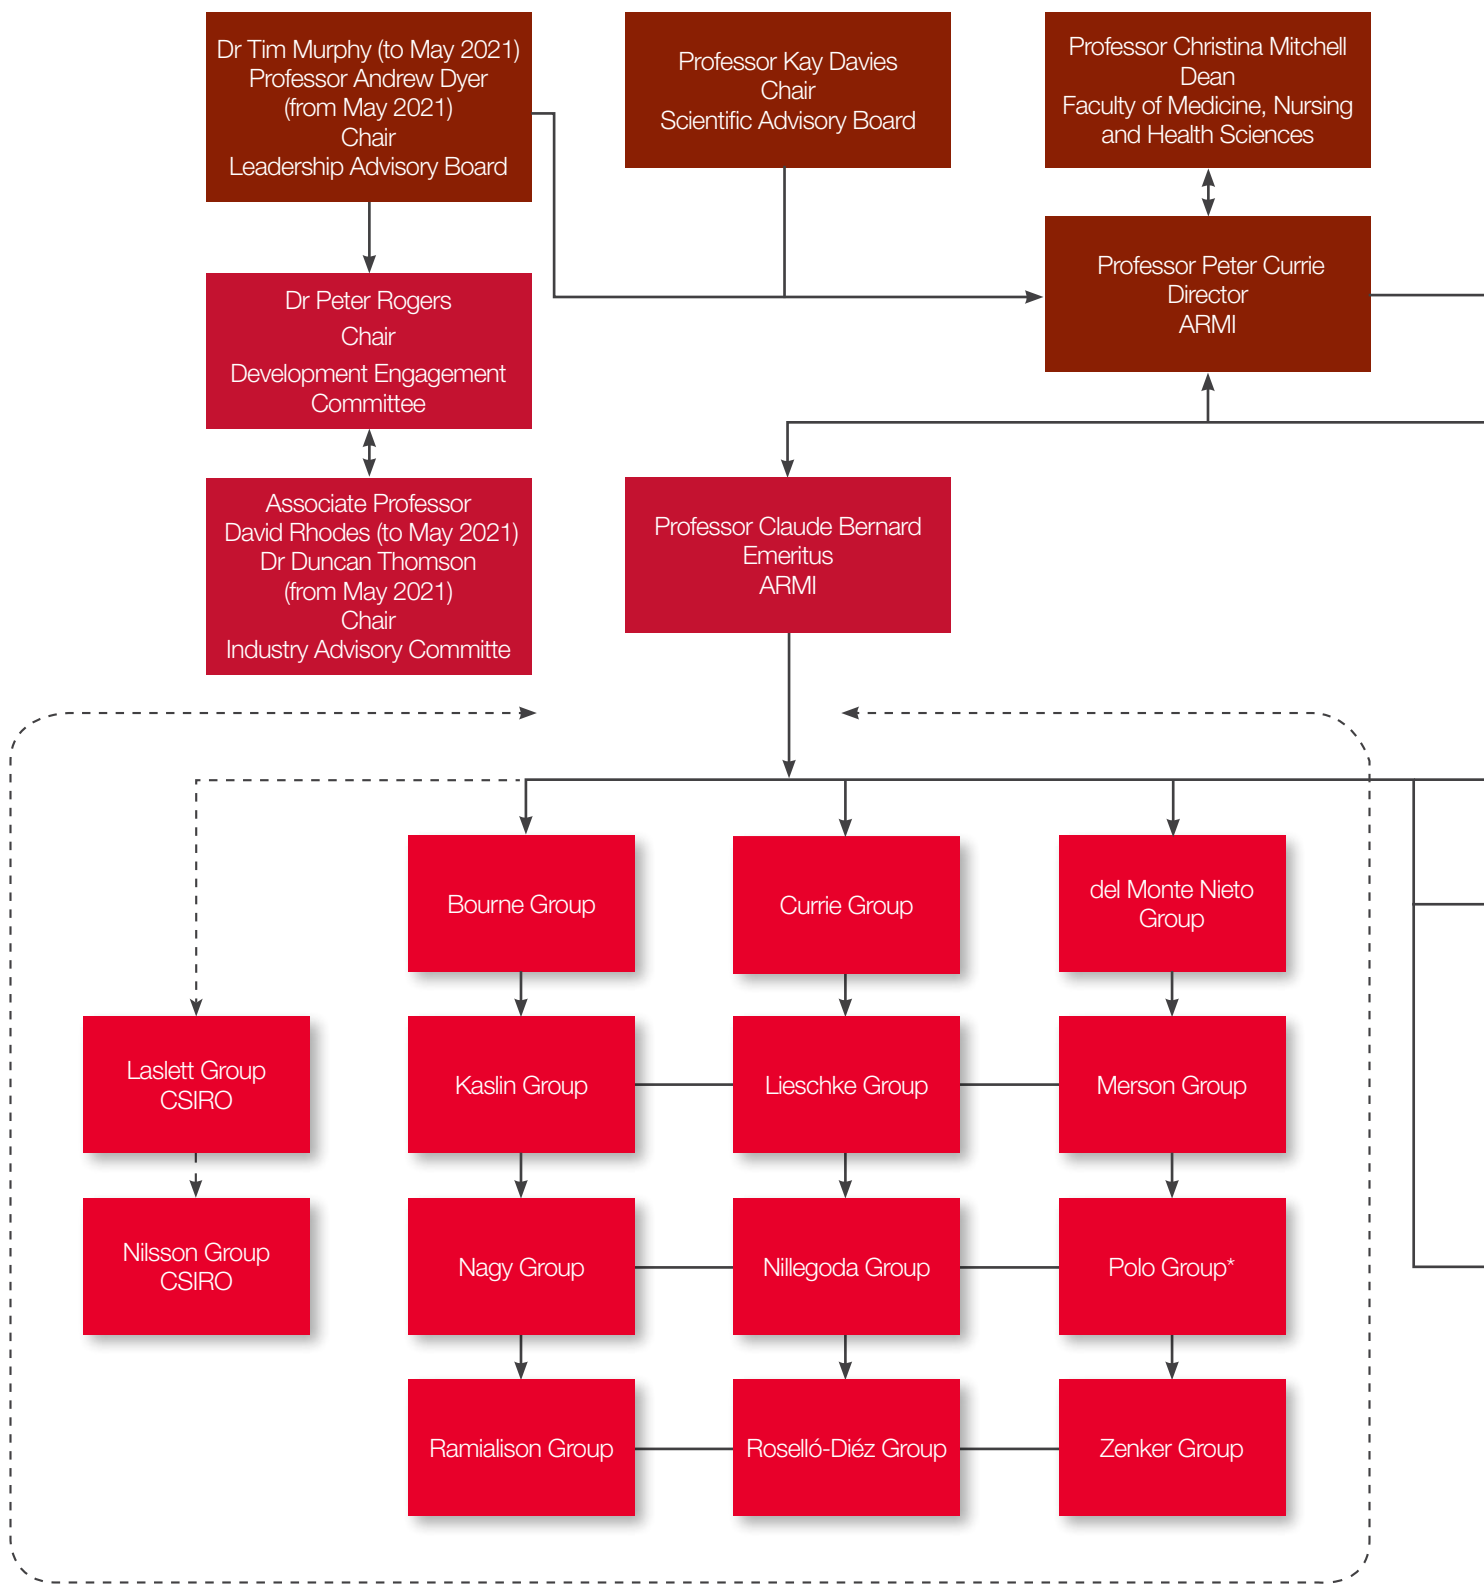 Dr Tim Murphy (to May 2021)
Professor Andrew Dyer
(from May 2021)
Chair
Leadership Advisory Board
Professor Kay Davies
Chair
Scientific Advisory Board
Professor Christina Mitchell
Dean
Faculty of Medicine, Nursing
and Health Sciences
Dr Peter Rogers
Chair
Development Engagement
Committee
Professor Peter Currie
Director
ARMI
Associate Professor
David Rhodes (to May 2021)
Dr Duncan Thomson
(from May 2021)
Chair
Industry Advisory Committe
Professor Claude Bernard
Emeritus
ARMI
Bourne Group
Currie Group
del Monte Nieto
Group
Laslett Group
CSIRO
Kaslin Group
Lieschke Group
Merson Group
Nilsson Group
CSIRO
Nagy Group
Nillegoda Group
Polo Group*
Ramialison Group
Roselló-Diéz Group
Zenker Group